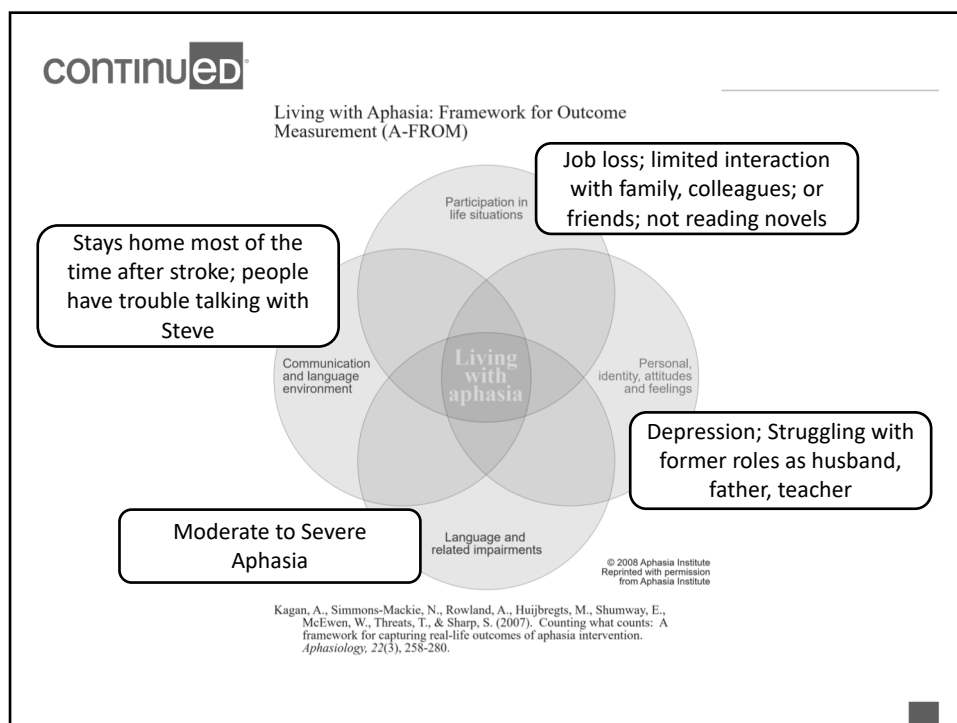 continued
Living with Aphasia: Framework for Outcome
Measurement (A-FROM)
Job loss; limited interaction
with family, colleagues; or
friends; not reading novels
Participation in
life situations
Stays home most of the
time after stroke; people
have trouble talking with
Steve
Communication
and language
environment
Living
with
aphasia
Personal,
identity, attitudes
and feelings
Depression; Struggling with
former roles as husband,
father, teacher
Moderate to Severe
Aphasia
Language and
related impairments
© 2008 Aphasia Institute
Reprinted with permission
from Aphasia Institute
Kagan, A., Simmons-Mackie, N., Rowland, A., Huijbregts, M., Shumway, E.,
McEwen, W., Threats, T., & Sharp, S. (2007). Counting what counts: A
framework for capturing real-life outcomes of aphasia intervention.
Aphasiology, 22(3), 258-280.